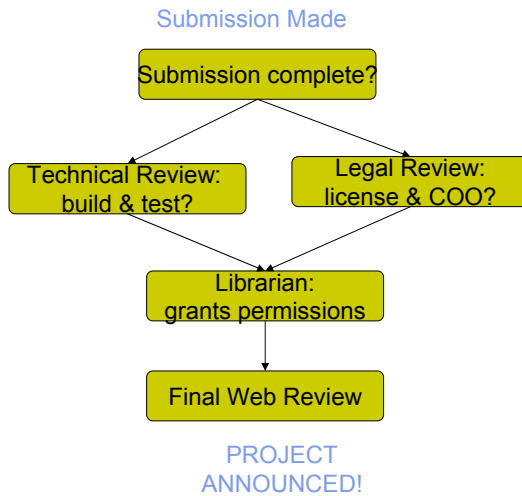 Submission Made
Submission complete?
Technical Review:
build & test?
Legal Review:
license & COO?
Librarian:
grants permissions
Final Web Review
PROJECT
ANNOUNCED!